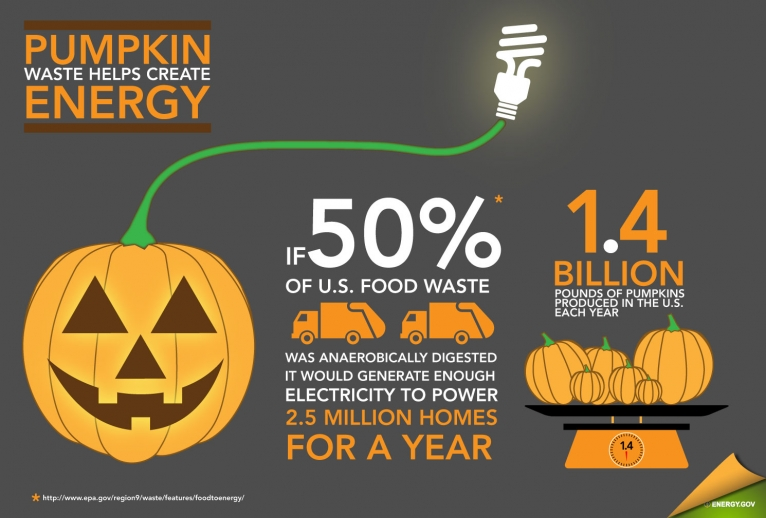 PUMPKIN
WASTE HELPS CREATE
ENERGY
IF 50%*
OF U.S. FOOD WASTE
WAS ANAEROBICALLY DIGESTED
IT WOULD GENERATE ENOUGH
ELECTRICITY TO POWER
2.5 MILLION HOMES
FOR A YEAR
1.4
BILLION
POUNDS OF PUMPKINS
PRODUCED IN THE U.S.
EACH YEAR
1.4
* http://www.epa.gov/region9/waste/features/foodtoenergy/
ENERGY.GOV